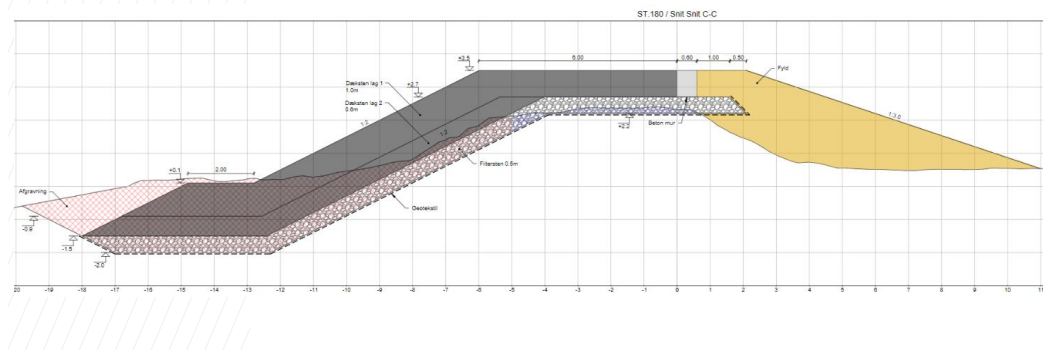 ST.180 / Snit Snit C-C
6.00
0.60
1.00
0.50
+3.5
Fyld
Dæksten lag 1
1.0m
+2.7
Dæksten lag 2
0.6m
1:2
1:2
+2.2
Beton mur
1:3.0
+0.1
2.00
Filtersten 0.5m
Afgravning
Geotekstil
-0.9
-1.5
-2.0
20 -19 -18 -17 -16 -15 -14 -13 -12 -11 -10 -9 -8 -7 -6 -5 -4 -3 -2 -1 0 1 2 3 4 5 6 7 8 9 10 11